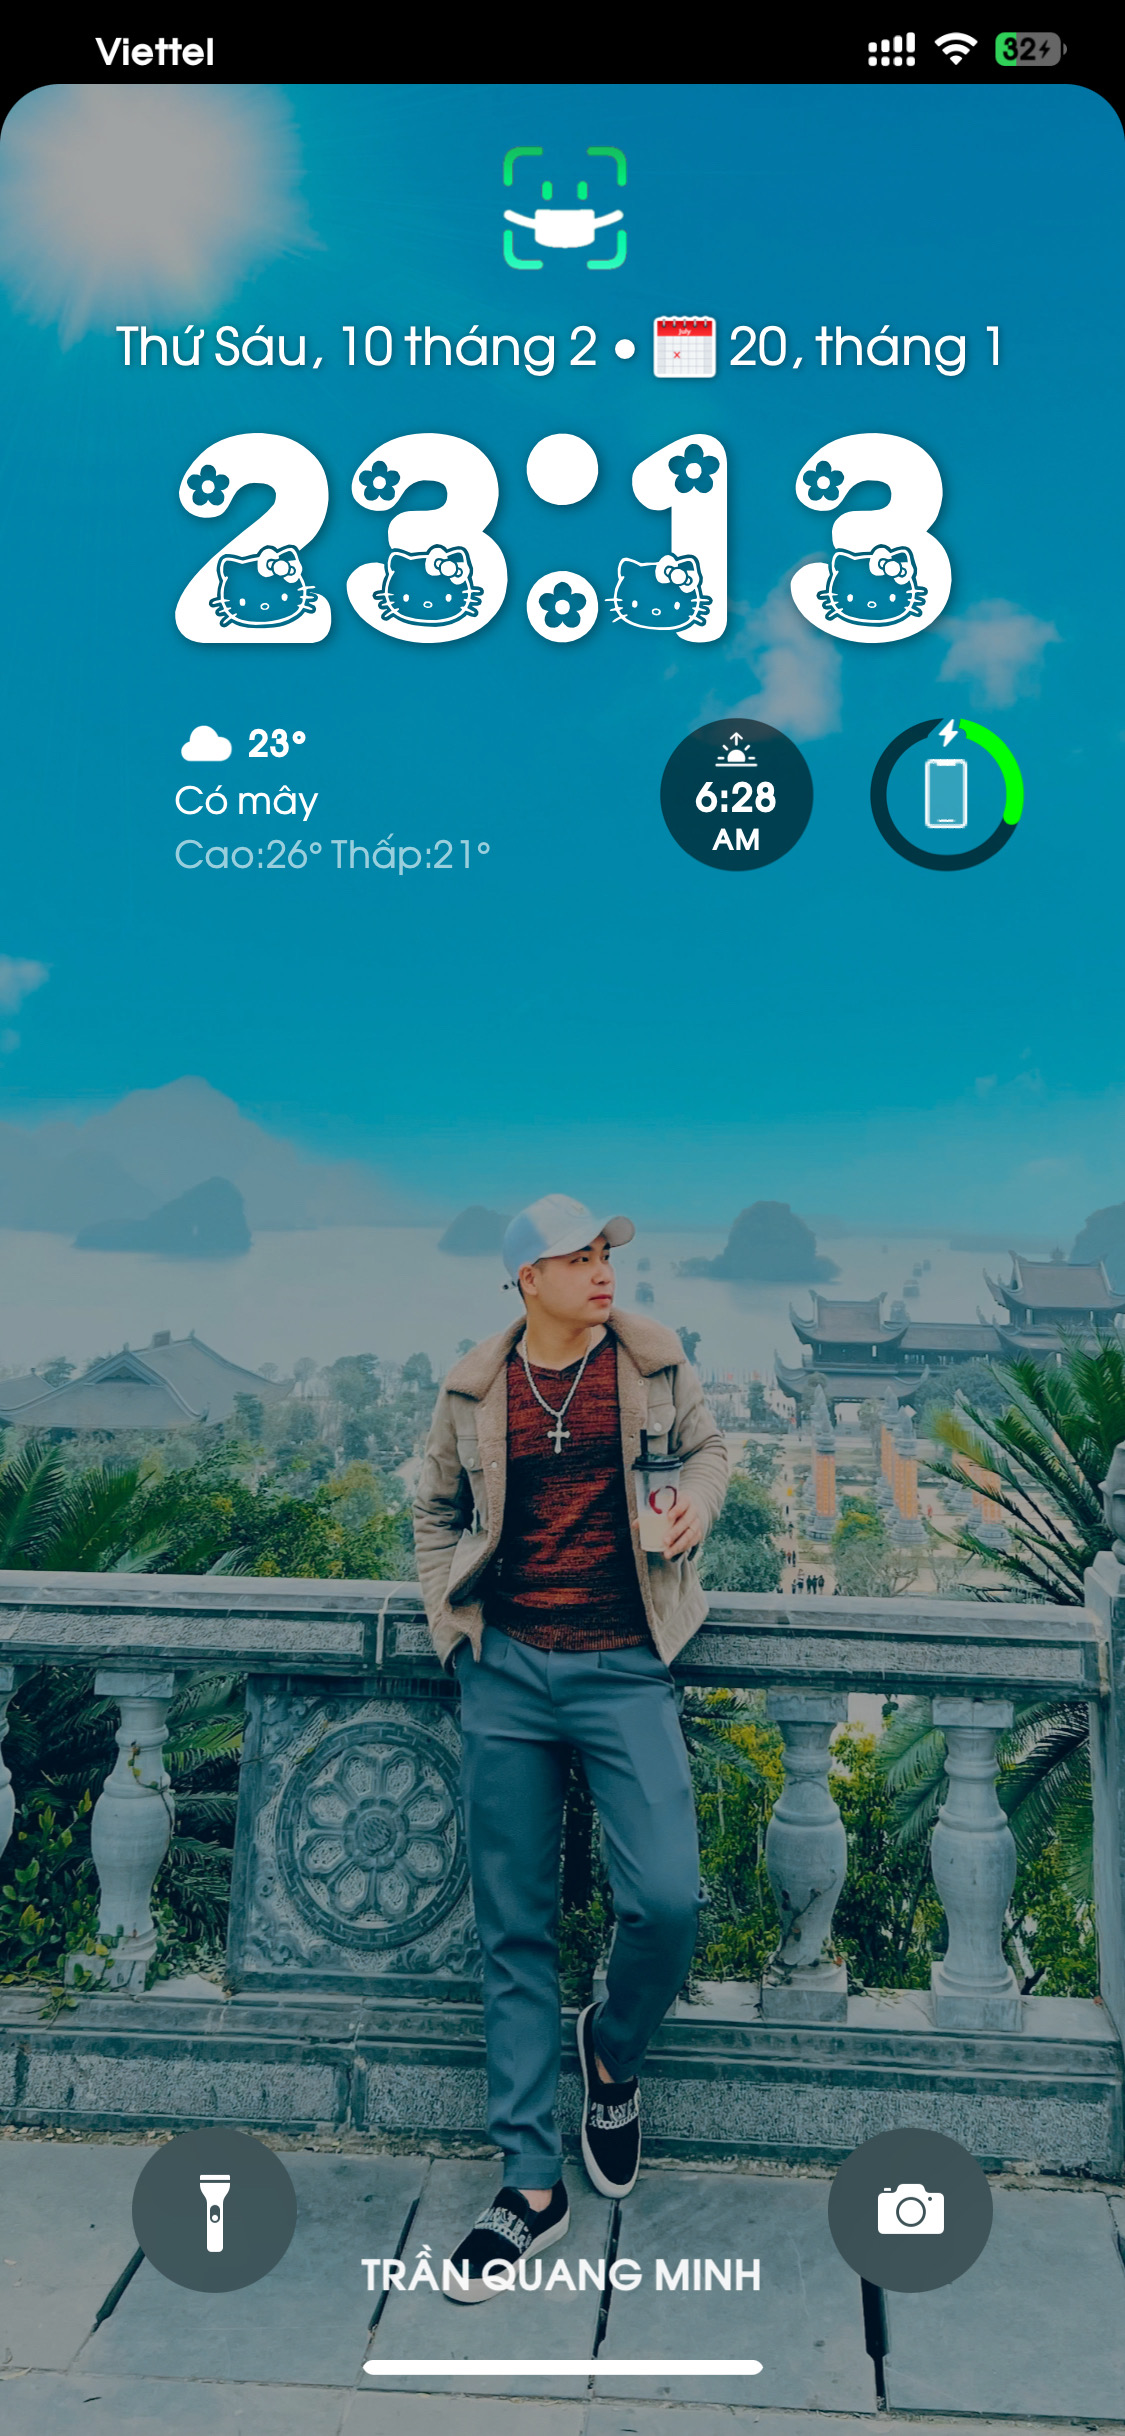 Viettel 32
Thứ Sáu, 10 tháng 2 • July 20, tháng 1
23:13
23°
Có mây
Cao:26° Thấp:21°
6:28
AM
TRẦN QUANG MINH